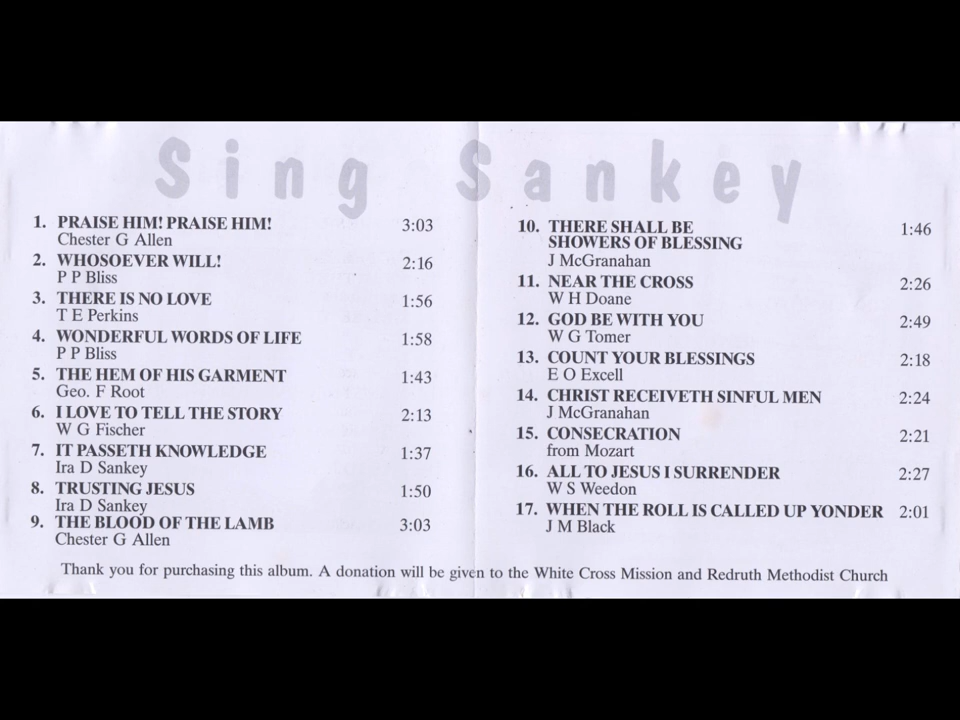 Sing Sankey
1. PRAISE HIM! PRAISE HIM! 3:03
Chester G Allen
2. WHOSOEVER WILL! 2:16
P P Bliss
3. THERE IS NO LOVE 1:56
T E Perkins
4. WONDERFUL WORDS OF LIFE 1:58
P P Bliss
5. THE HEM OF HIS GARMENT 1:43
Geo. F Root
6. I LOVE TO TELL THE STORY 2:13
W G Fischer
7. IT PASSETH KNOWLEDGE 1:37
Ira D Sankey
8. TRUSTING JESUS 1:50
Ira D Sankey
9. THE BLOOD OF THE LAMB 3:03
Chester G Allen
10. THERE SHALL BE 1:46
SHOWERS OF BLESSING
J McGranahan
11. NEAR THE CROSS 2:26
W H Doane
12. GOD BE WITH YOU 2:49
W G Tomer
13. COUNT YOUR BLESSINGS 2:18
E O Excell
14. CHRIST RECEIVETH SINFUL MEN 2:24
J McGranahan
15. CONSECRATION 2:21
from Mozart
16. ALL TO JESUS I SURRENDER 2:27
W S Weedon
17. WHEN THE ROLL IS CALLED UP YONDER 2:01
J M Black
Thank you for purchasing this album. A donation will be given to the White Cross Mission and Redruth Methodist Church